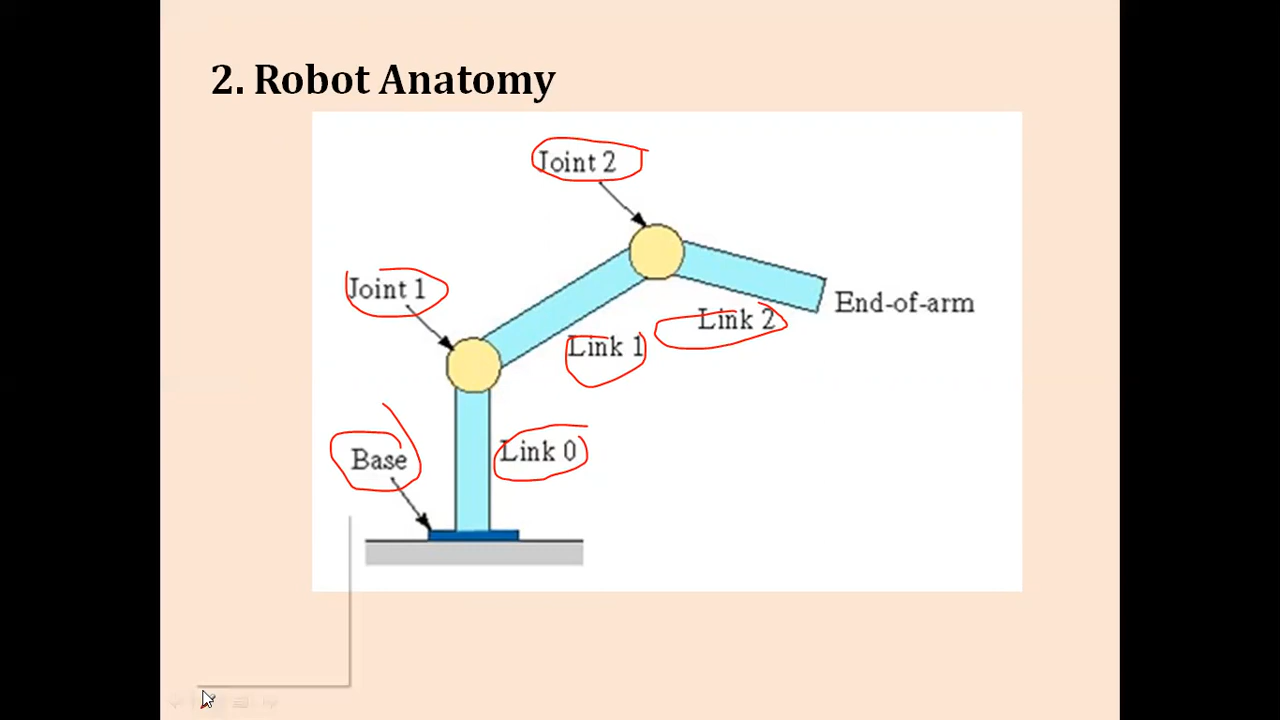 2. Robot Anatomy
Joint 2
Joint 1
End-of-arm
Link 2
Link 1
Link 0
Base